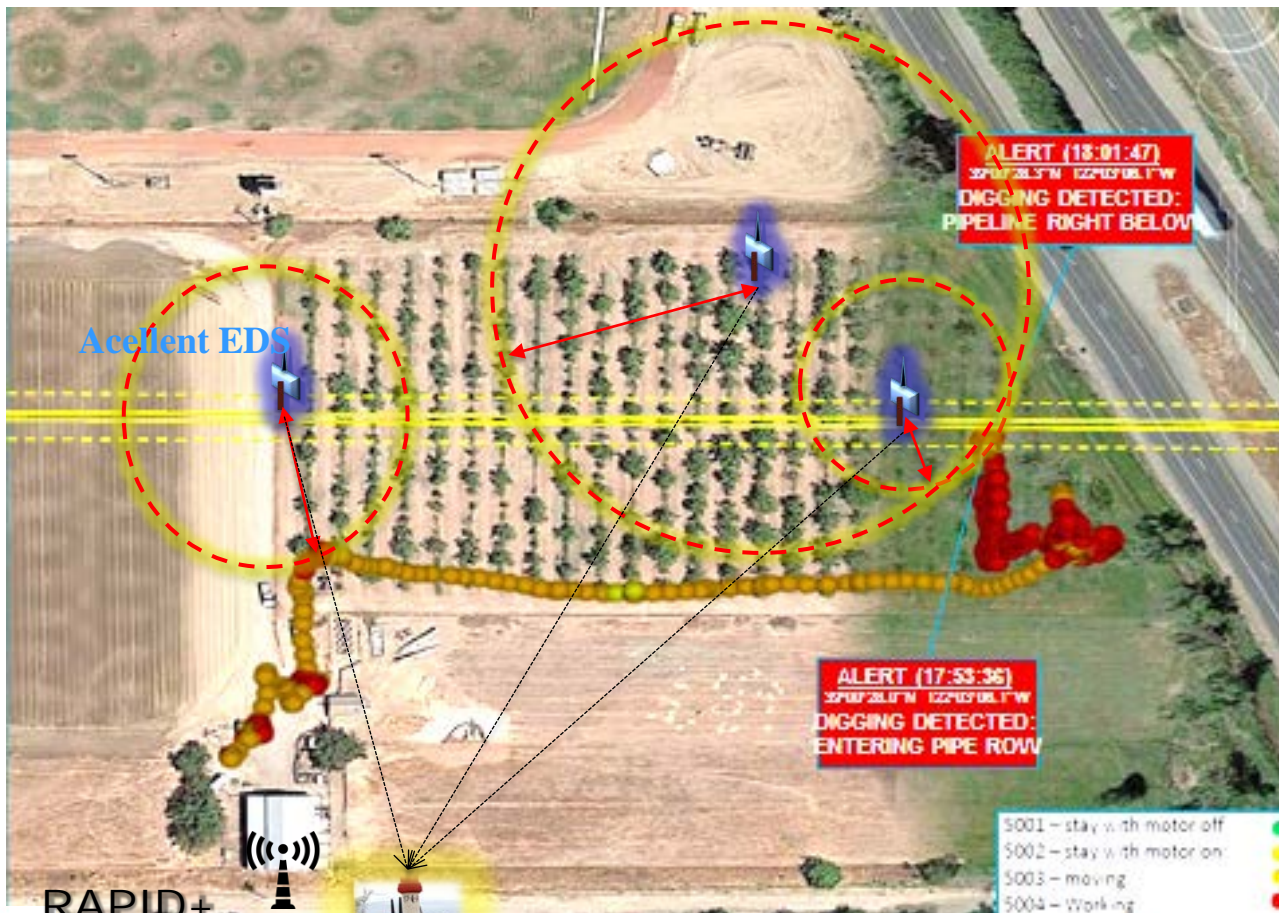 ALERT (18:01:47)
DIGGING DETECTED:
PIPELINE RIGHT BELOW
Acellent EDS
ALERT (17:53:36)
DIGGING DETECTED:
ENTERING PIPE ROW
5001 – stay with motor off
5002 – stay with motor on
5003 – moving
5004 – Working
RAPID+